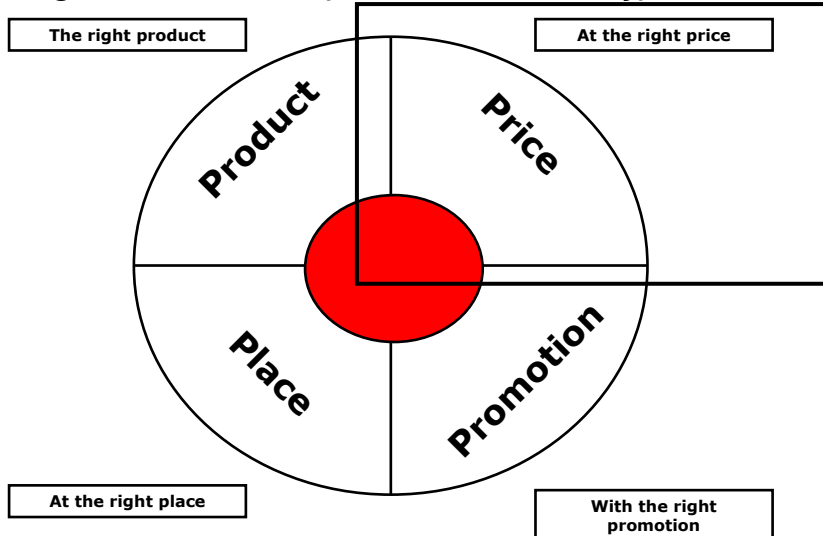 The right product
At the right price
Product
Price
Place
Promotion
At the right place
With the right
promotion